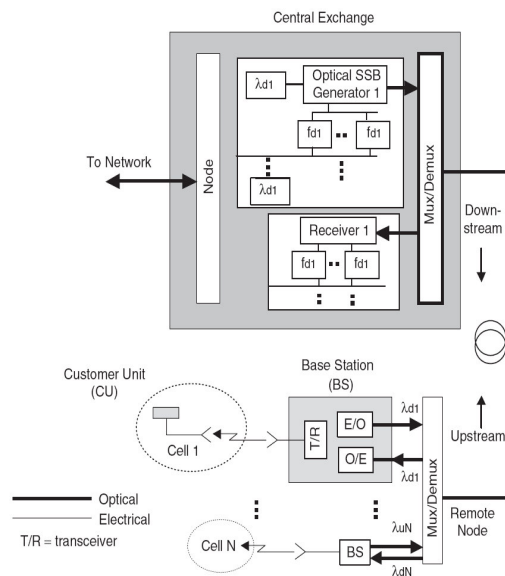 Central Exchange
λd1
Optical SSB
Generator 1
fd1
fd1
λd1
To Network
Node
Mux/Demux
Receiver 1
fd1
fd1
Down-
stream
Customer Unit
(CU)
Base Station
(BS)
Cell 1
T/R
E/O
O/E
λd1
λd1
Mux/Demux
Upstream
Optical
Electrical
T/R = transceiver
Cell N
BS
λuN
λdN
Remote
Node